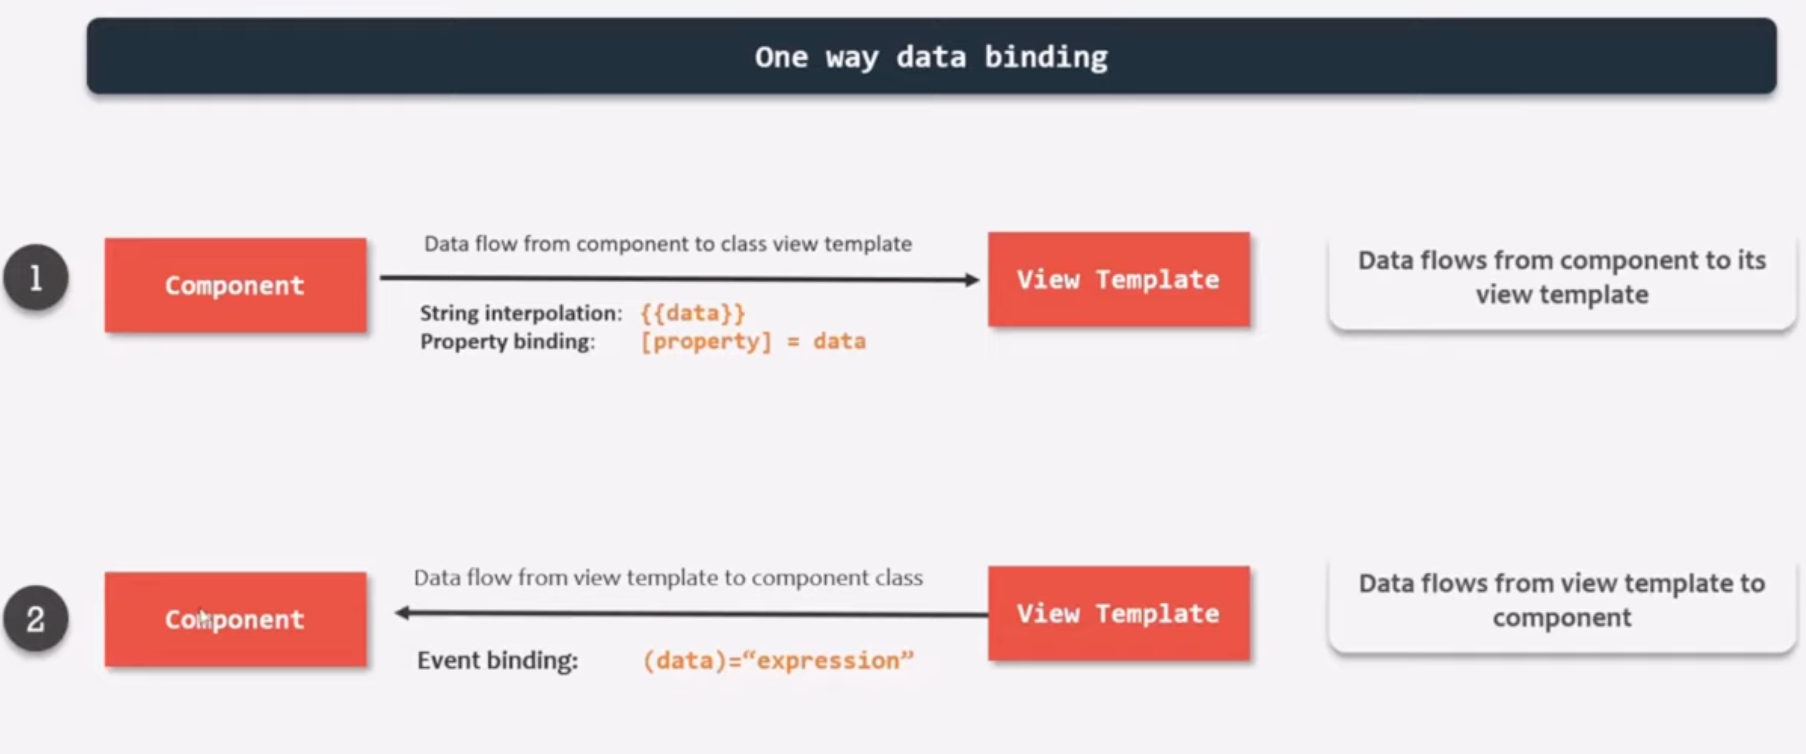 One way data binding
1
Component
Data flow from component to class view template
String interpolation: {{data}}
Property binding: [property] = data
View Template
Data flows from component to its
view template
2
Component
Data flow from view template to component class
Event binding: (data)=“expression”
View Template
Data flows from view template to
component